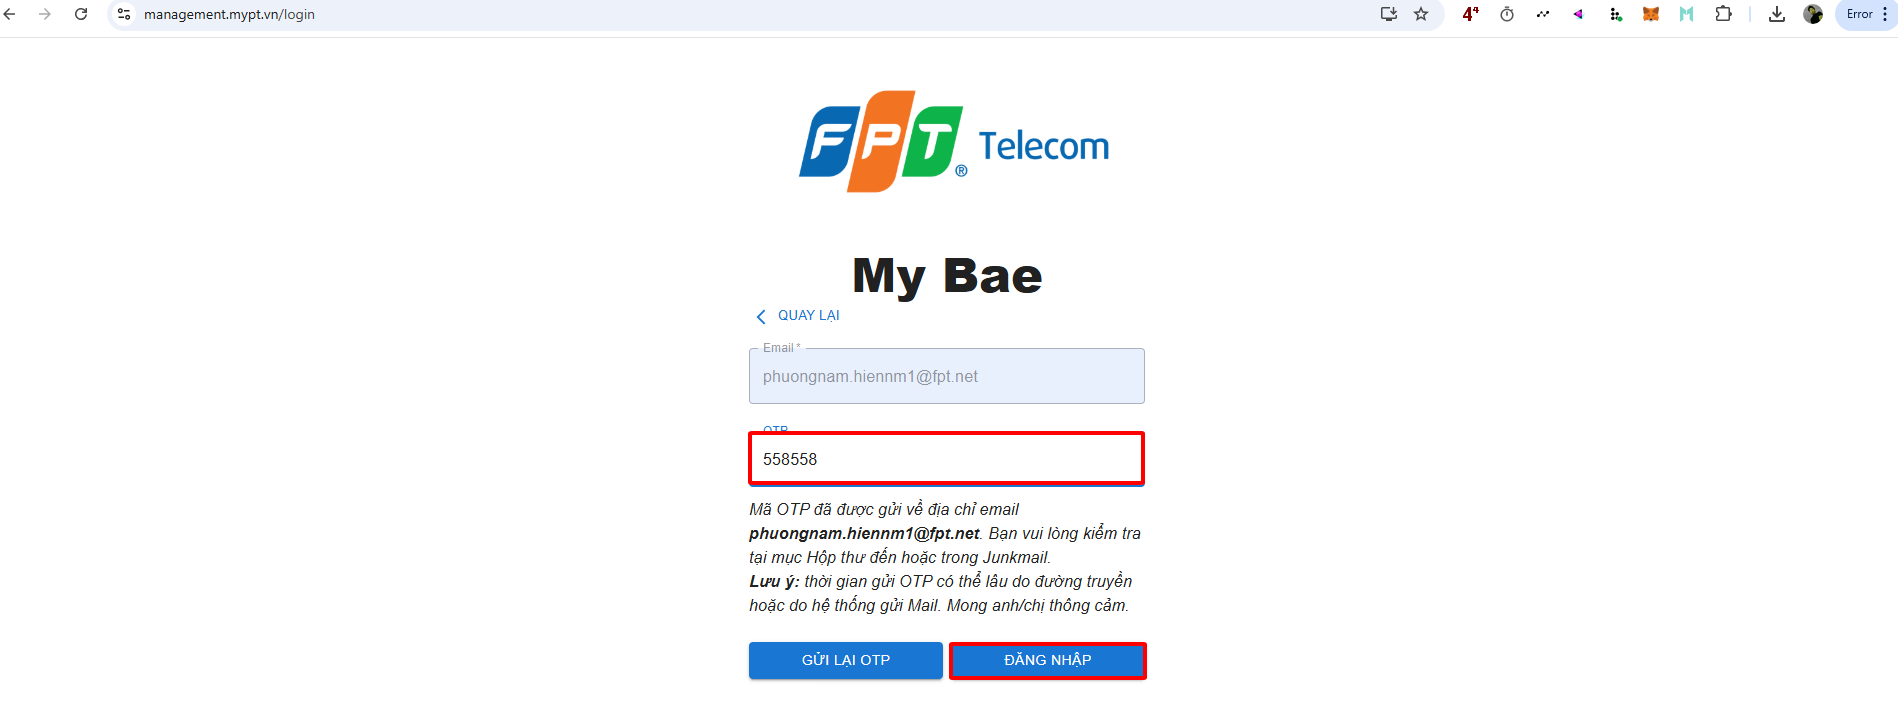 management.mypt.vn/login
4⁴
Error
FPT® Telecom
My Bae
QUAY LẠI
Email *
phuongnam.hiennm1@fpt.net
OTP
558558
Mã OTP đã được gửi về địa chỉ email
phuongnam.hiennm1@fpt.net. Bạn vui lòng kiểm tra
tại mục Hộp thư đến hoặc trong Junkmail.
Lưu ý: thời gian gửi OTP có thể lâu do đường truyền
hoặc do hệ thống gửi Mail. Mong anh/chị thông cảm.
GỬI LẠI OTP
ĐĂNG NHẬP